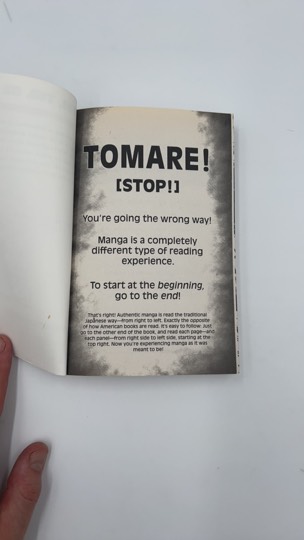 TOMARE!
[STOP!]
You're going the wrong way!
Manga is a completely
different type of reading
experience.
To start at the beginning,
go to the end!
That's right! Authentic manga is read the traditional
Japanese way—from right to left. Exactly the opposite
of how American books are read. It's easy to follow. Just
go to the other end of the book, and read each page—and
each panel—from right side to left side, starting at the
top right. Now you're experiencing manga as it was
meant to be!